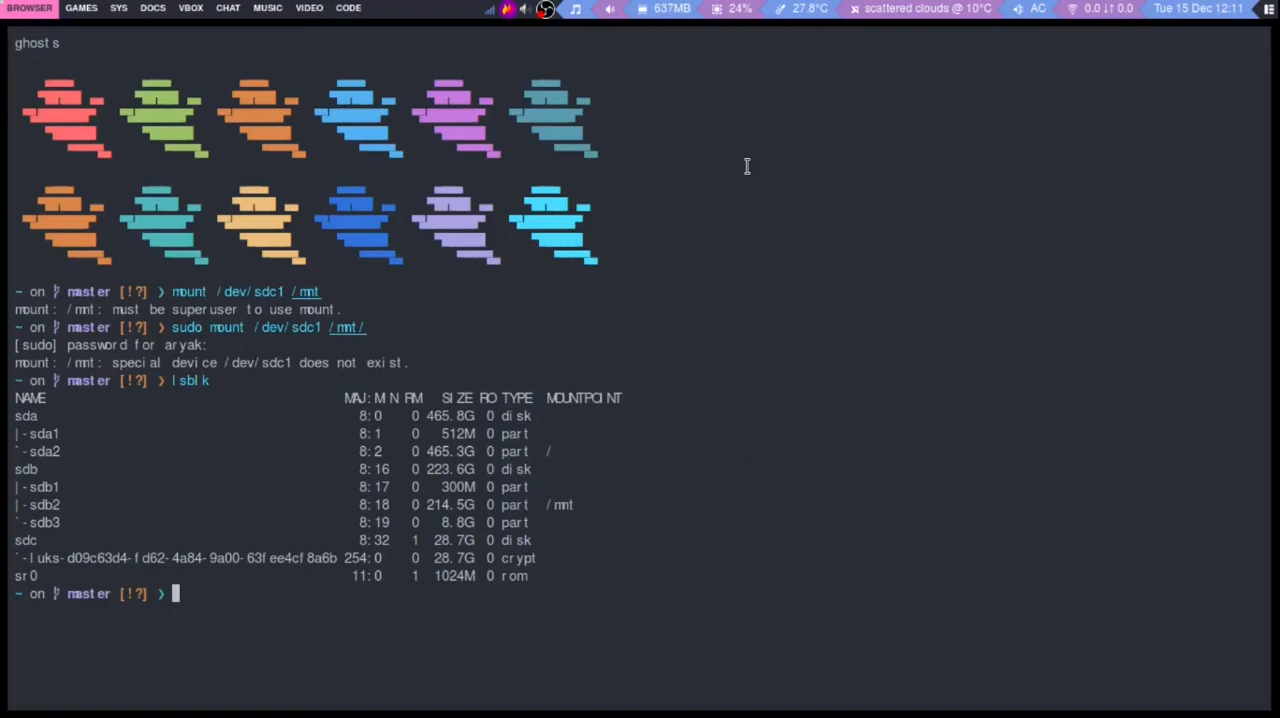 BROWSER GAMES SYS DOCS VBOX CHAT MUSIC VIDEO CODE 637MB 24% 27.8°C scattered clouds @ 10°C AC 0.0 ↓↑ 0.0 Tue 15 Dec 12:11
ghosts
~ on master [!?] ❯ mount /dev/sdc1 /mnt
mount: /mnt: must be superuser to use mount.
~ on master [!?] ❯ sudo mount /dev/sdc1 /mnt/
[sudo] password for aryak:
mount: /mnt: special device /dev/sdc1 does not exist.
~ on master [!?] ❯ lsblk
NAME MAJ:MIN RM SIZE RO TYPE MOUNTPOINT
sda 8:0 0 465.8G 0 disk
|-sda1 8:1 0 512M 0 part
`-sda2 8:2 0 465.3G 0 part /
sdb 8:16 0 223.6G 0 disk
|-sdb1 8:17 0 300M 0 part
|-sdb2 8:18 0 214.5G 0 part /mnt
`-sdb3 8:19 0 8.8G 0 part
sdc 8:32 1 28.7G 0 disk
`-luks-d09c63d4-fd62-4a84-9a00-63fee4cf8a6b 254:0 0 28.7G 0 crypt
sr0 11:0 1 1024M 0 rom
~ on master [!?] ❯